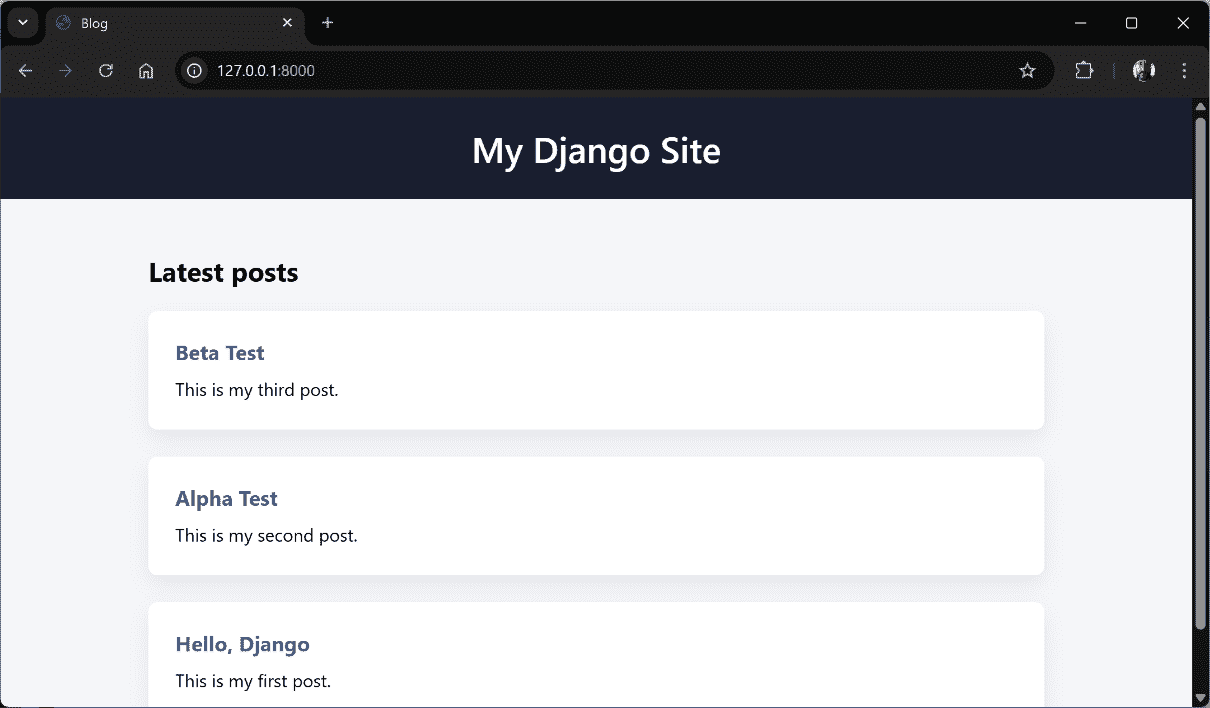 Blog
127.0.0.1:8000
My Django Site
Latest posts
Beta Test
This is my third post.
Alpha Test
This is my second post.
Hello, Django
This is my first post.